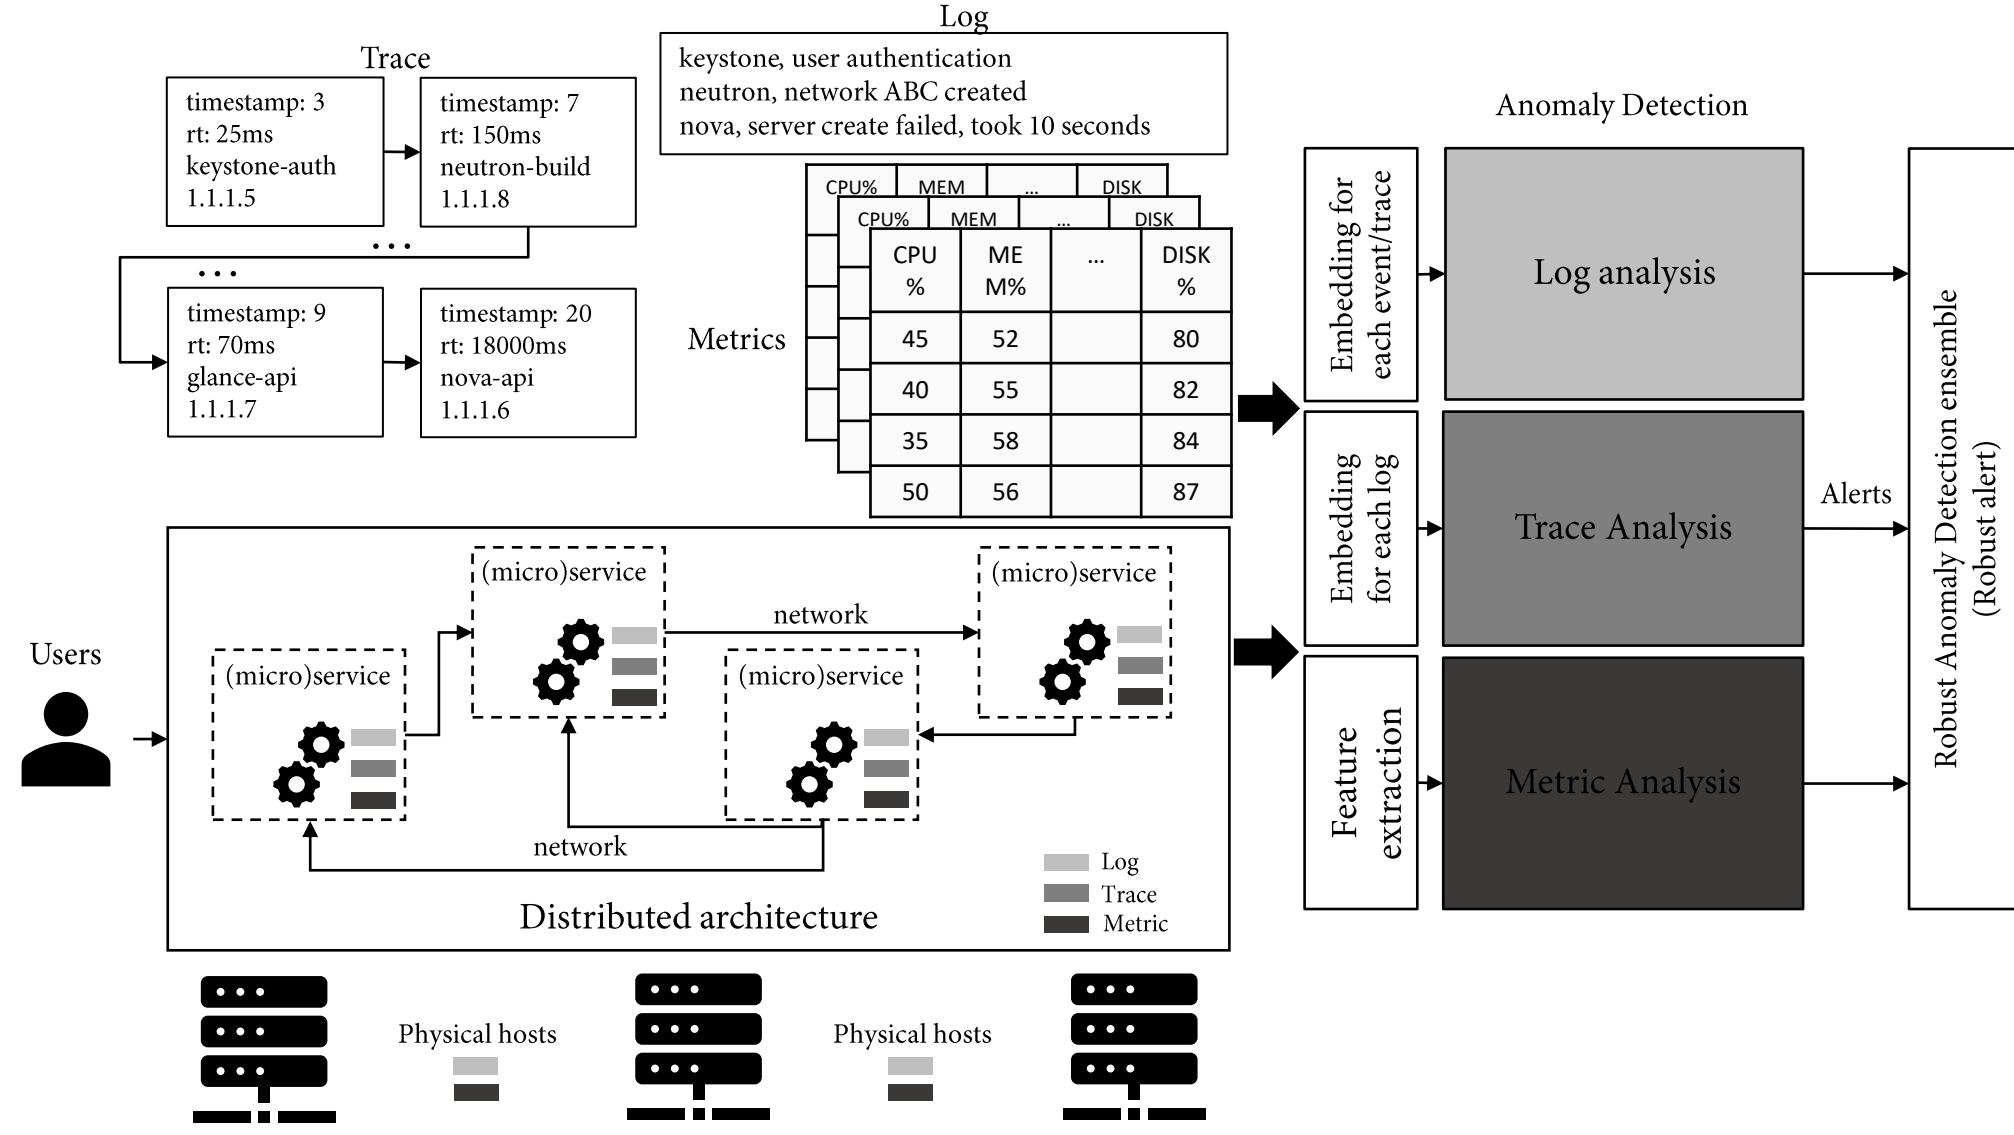 Log
Trace
keystone, user authentication
neutron, network ABC created
nova, server create failed, took 10 seconds
timestamp: 3
rt: 25ms
keystone-auth
1.1.1.5
timestamp: 7
rt: 150ms
neutron-build
1.1.1.8
...
...
timestamp: 9
rt: 70ms
glance-api
1.1.1.7
timestamp: 20
rt: 18000ms
nova-api
1.1.1.6
Metrics
CPU% MEM ... DISK
CPU% MEM ... DISK
CPU ME ... DISK
% M% %
45 52 80
40 55 82
35 58 84
50 56 87
Anomaly Detection
Embedding for
each event/trace
Log analysis
Embedding
for each log
Trace Analysis
Alerts
Feature
extraction
Metric Analysis
Robust Anomaly Detection ensemble
(Robust alert)
Users
(micro)service
(micro)service
(micro)service
(micro)service
network
network
Log
Trace
Metric
Distributed architecture
Physical hosts
Physical hosts